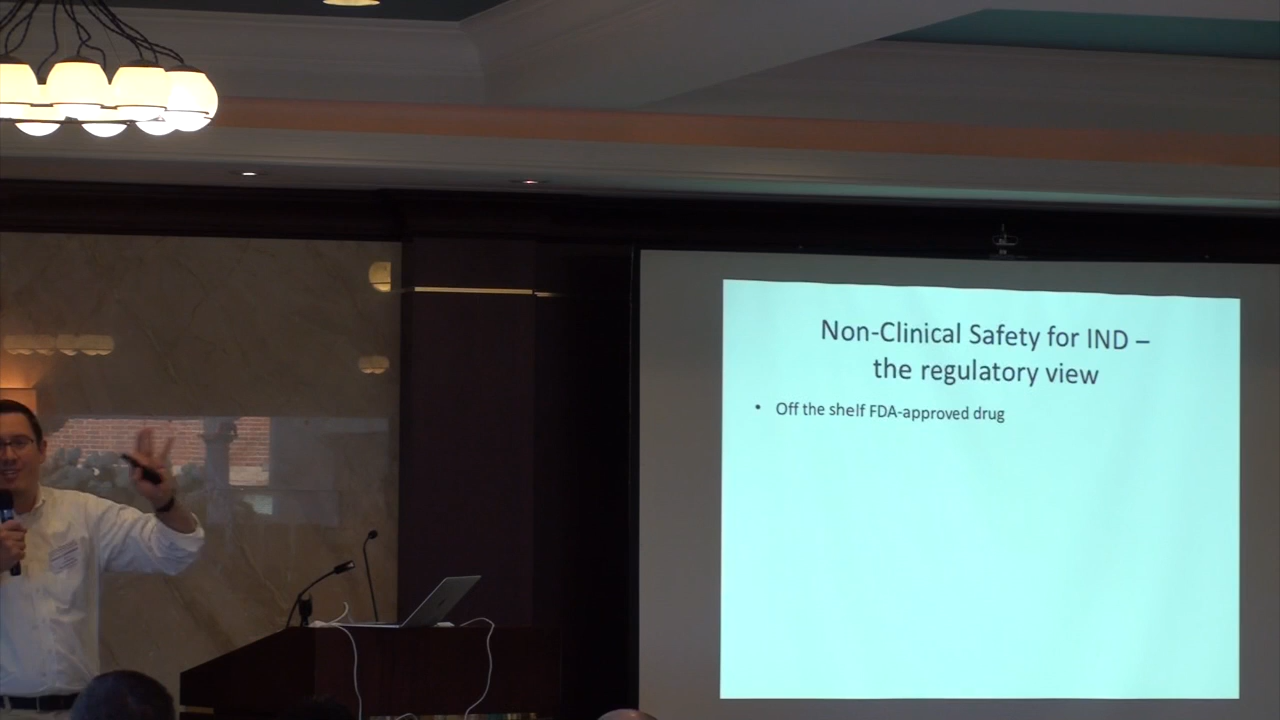 Non-Clinical Safety for IND –
the regulatory view
• Off the shelf FDA-approved drug